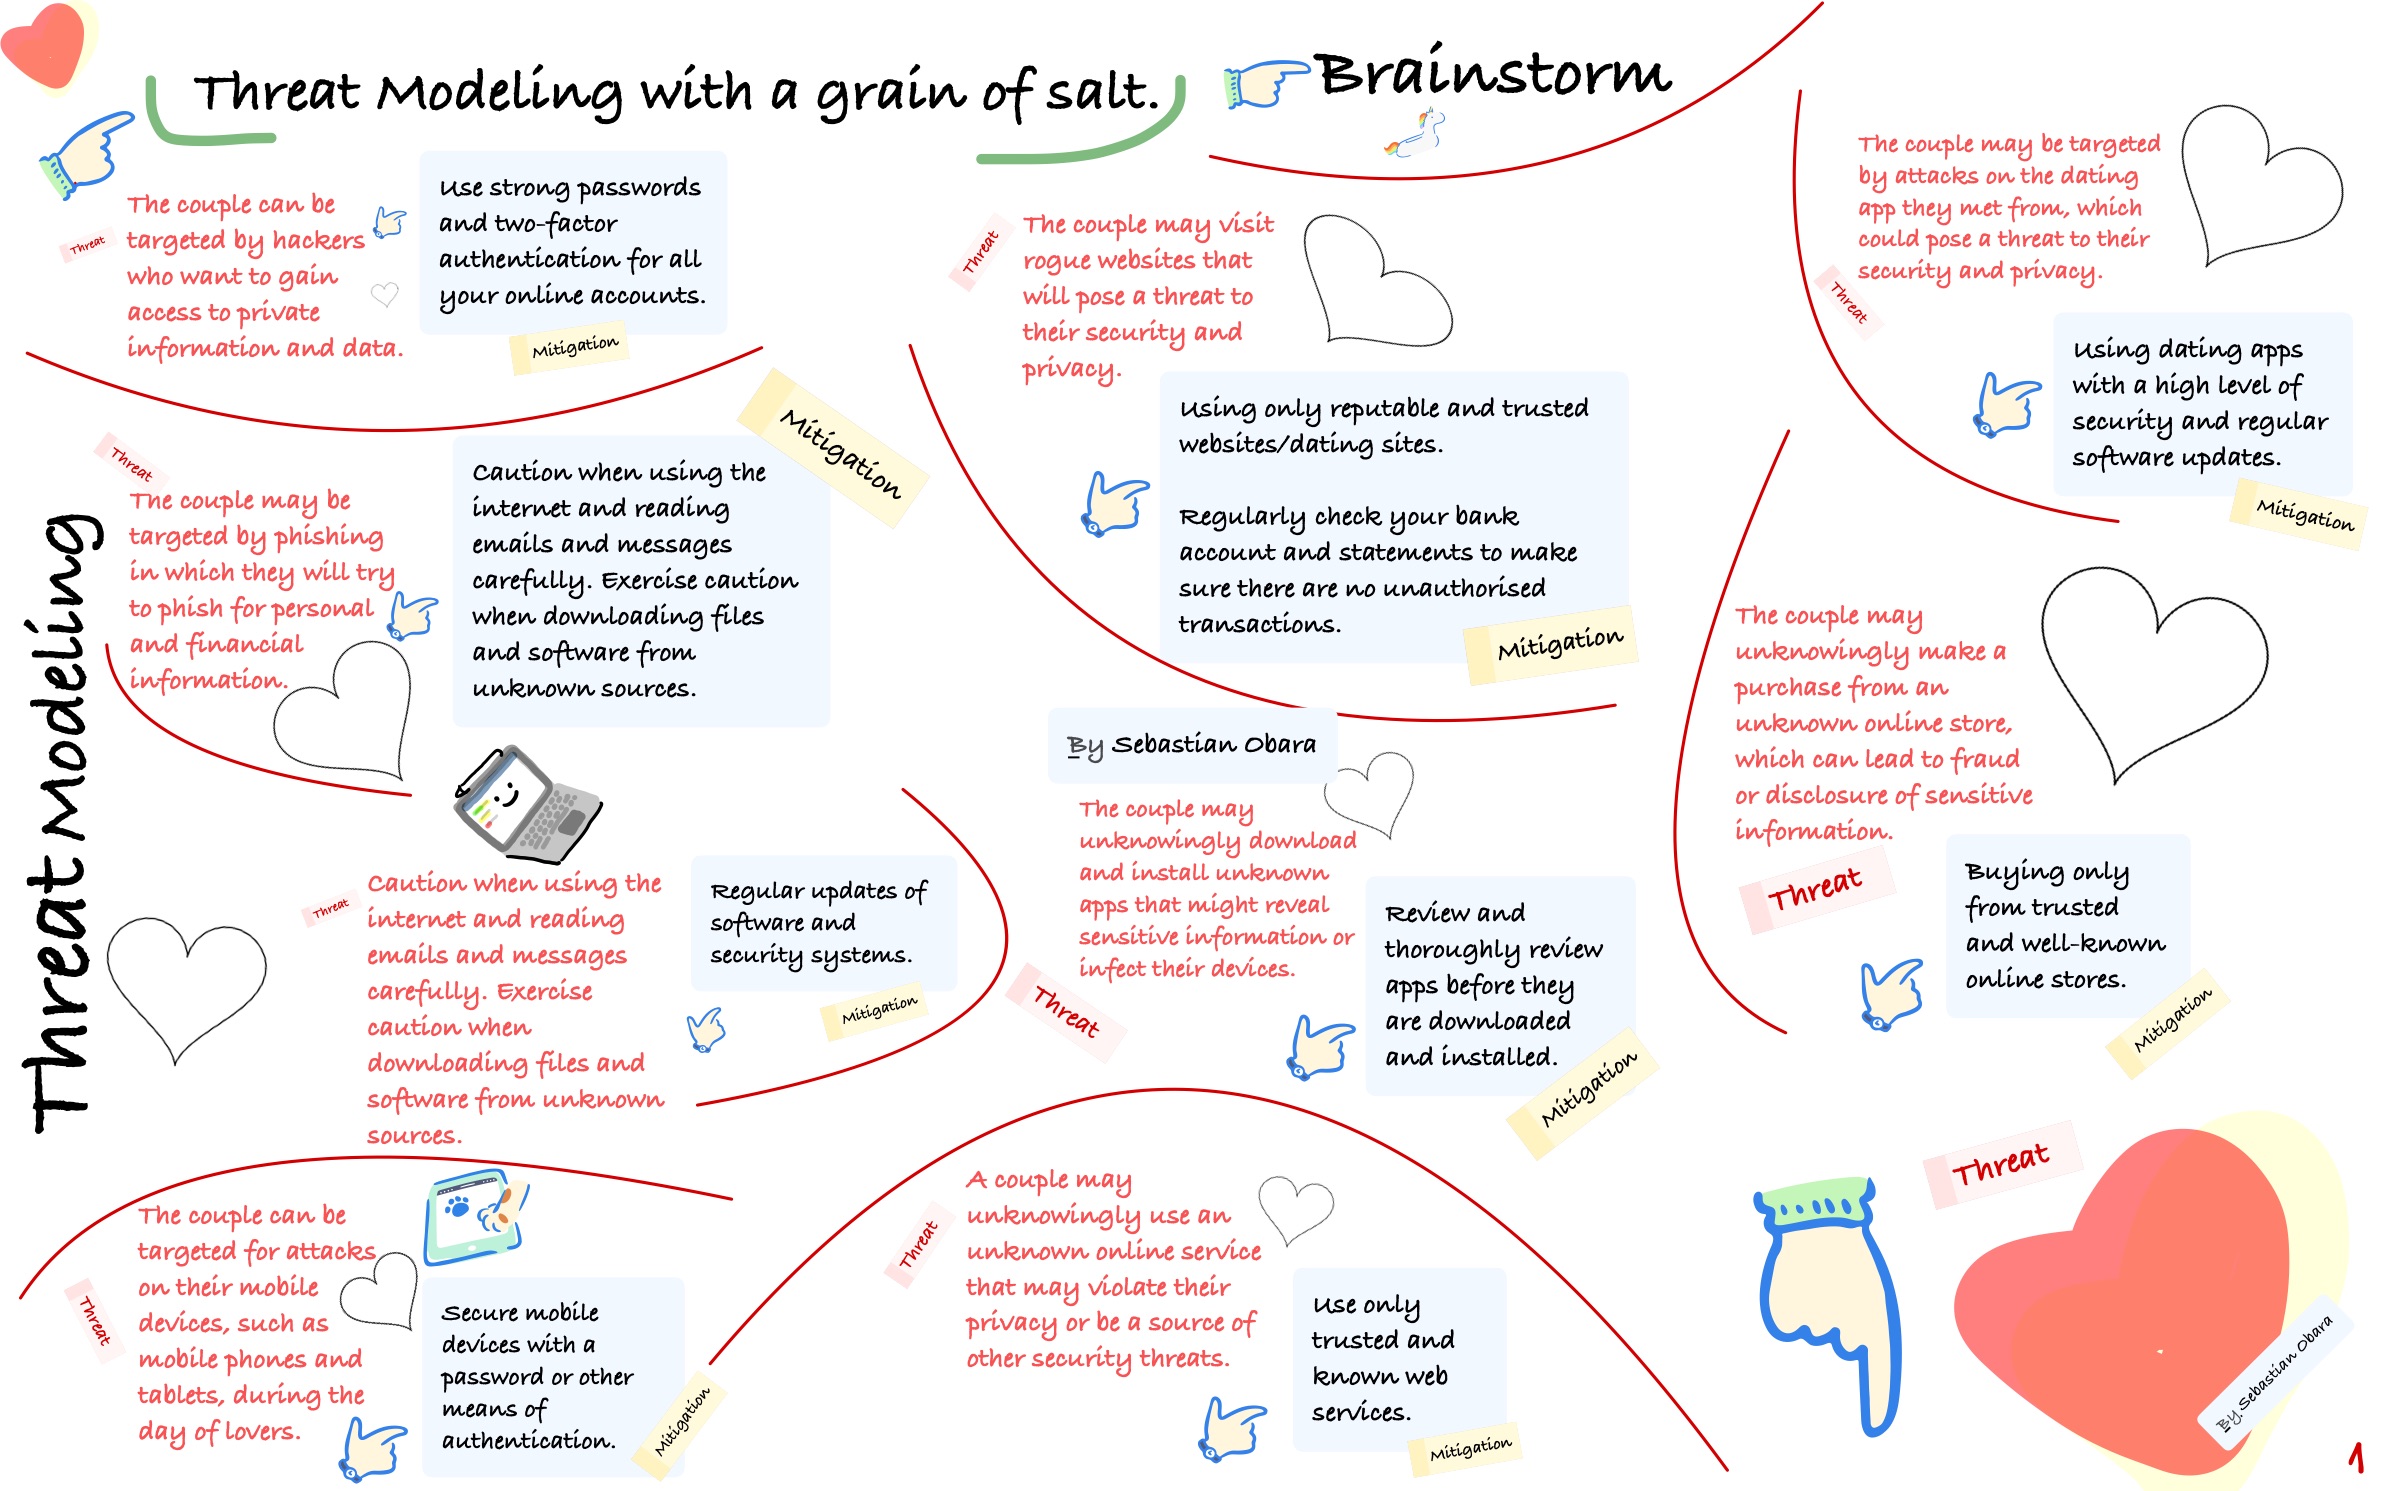 Threat Modeling with a grain of salt.
Brainstorm
Threat Modeling
Threat
The couple can be
targeted by hackers
who want to gain
access to private
information and data.
Use strong passwords
and two-factor
authentication for all
your online accounts.
Mitigation
Threat
The couple may be
targeted by phishing
in which they will try
to phish for personal
and financial
information.
Caution when using the
internet and reading
emails and messages
carefully. Exercise caution
when downloading files
and software from
unknown sources.
Mitigation
Threat
Caution when using the
internet and reading
emails and messages
carefully. Exercise
caution when
downloading files and
software from unknown
sources.
Regular updates of
software and
security systems.
Mitigation
Threat
The couple can be
targeted for attacks
on their mobile
devices, such as
mobile phones and
tablets, during the
day of lovers.
Secure mobile
devices with a
password or other
means of
authentication.
Mitigation
Threat
The couple may visit
rogue websites that
will pose a threat to
their security and
privacy.
Using only reputable and trusted
websites/dating sites.
Regularly check your bank
account and statements to make
sure there are no unauthorised
transactions.
Mitigation
By Sebastian Obara
The couple may
unknowingly download
and install unknown
apps that might reveal
sensitive information or
infect their devices.
Threat
Review and
thoroughly review
apps before they
are downloaded
and installed.
Mitigation
Threat
A couple may
unknowingly use an
unknown online service
that may violate their
privacy or be a source of
other security threats.
Use only
trusted and
known web
services.
Mitigation
The couple may be targeted
by attacks on the dating
app they met from, which
could pose a threat to their
security and privacy.
Threat
Using dating apps
with a high level of
security and regular
software updates.
Mitigation
The couple may
unknowingly make a
purchase from an
unknown online store,
which can lead to fraud
or disclosure of sensitive
information.
Threat
Buying only
from trusted
and well-known
online stores.
Mitigation
Threat
By Sebastian Obara
1